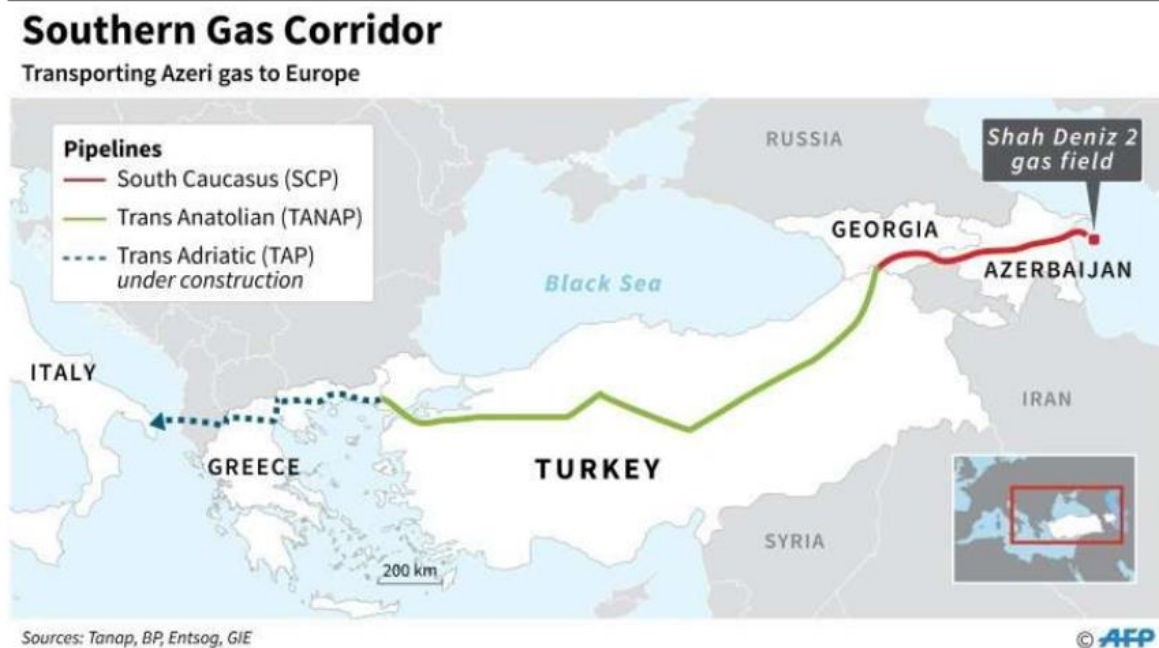 Southern Gas Corridor
Transporting Azeri gas to Europe
Pipelines
South Caucasus (SCP)
Trans Anatolian (TANAP)
Trans Adriatic (TAP)
under construction
RUSSIA
Shah Deniz 2
gas field
GEORGIA
AZERBAIJAN
Black Sea
ITALY
IRAN
GREECE
TURKEY
SYRIA
200 km
Sources: Tanap, BP, Entsog, GIE
© AFP